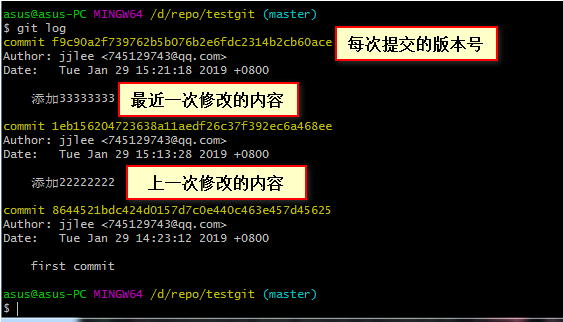 asus@asus-PC MINGW64 /d/repo/testgit (master)
$ git log
commit f9c90a2f739762b5b076b2e6fdc2314b2cb60ace 每次提交的版本号
Author: jjlee <745129743@qq.com>
Date:   Tue Jan 29 15:21:18 2019 +0800
添加33333333 最近一次修改的内容
commit 1eb156204723638a11aedf26c37f392ec6a468ee
Author: jjlee <745129743@qq.com>
Date:   Tue Jan 29 15:13:28 2019 +0800
添加22222222 上一次修改的内容
commit 8644521bdc424d0157d7c0e440c463e457d45625
Author: jjlee <745129743@qq.com>
Date:   Tue Jan 29 14:23:12 2019 +0800
first commit
asus@asus-PC MINGW64 /d/repo/testgit (master)
$